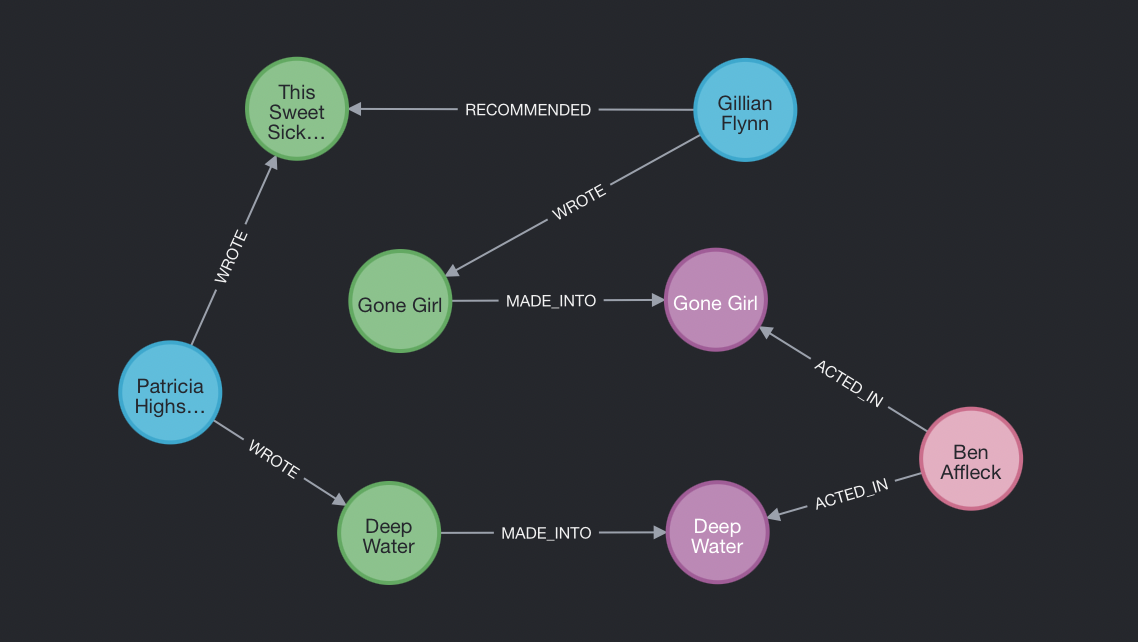 This
Sweet
Sick…
RECOMMENDED
Gillian
Flynn
WROTE
WROTE
Gone Girl
MADE_INTO
Gone Girl
ACTED_IN
Patricia
Highs…
WROTE
Ben
Affleck
ACTED_IN
Deep
Water
MADE_INTO
Deep
Water